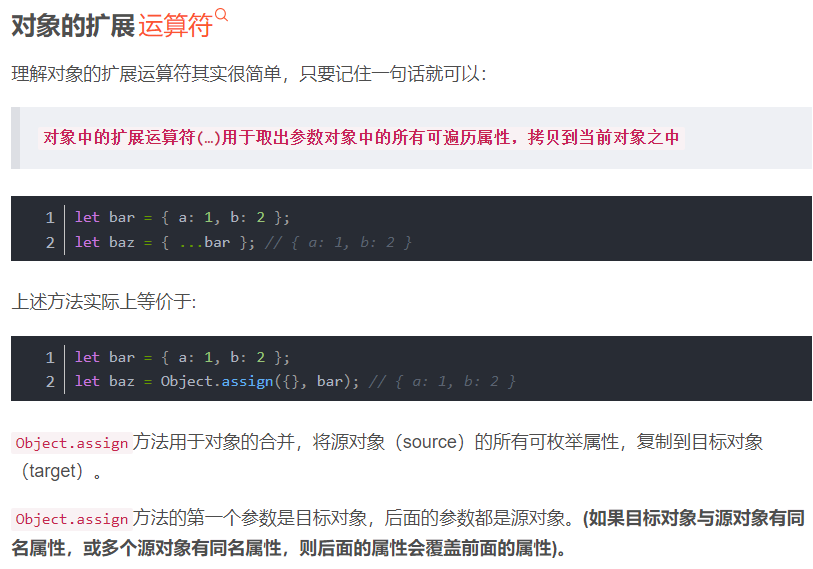 对象的扩展运算符
理解对象的扩展运算符其实很简单，只要记住一句话就可以：
对象中的扩展运算符(…)用于取出参数对象中的所有可遍历属性，拷贝到当前对象之中
1 let bar = { a: 1, b: 2 };
2 let baz = { ...bar }; // { a: 1, b: 2 }
上述方法实际上等价于:
1 let bar = { a: 1, b: 2 };
2 let baz = Object.assign({}, bar); // { a: 1, b: 2 }
Object.assign方法用于对象的合并，将源对象（source）的所有可枚举属性，复制到目标对象
（target）。
Object.assign方法的第一个参数是目标对象，后面的参数都是源对象。(如果目标对象与源对象有同
名属性，或多个源对象有同名属性，则后面的属性会覆盖前面的属性)。